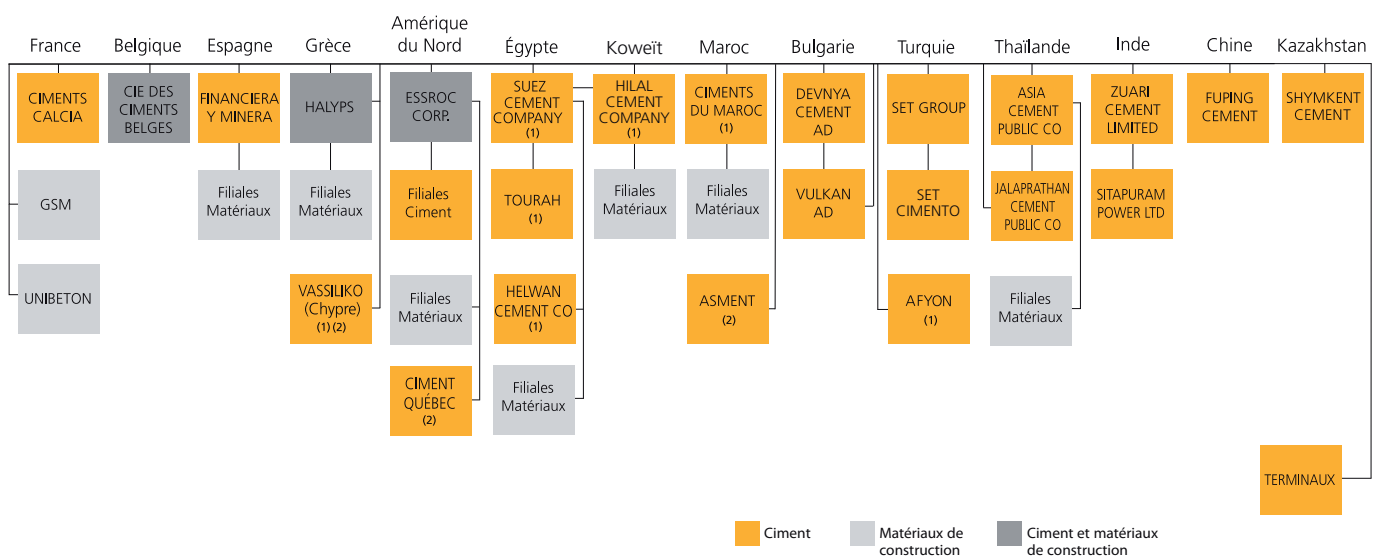 France
Belgique
Espagne
Grèce
Amérique
du Nord
Égypte
Koweït
Maroc
Bulgarie
Turquie
Thaïlande
Inde
Chine
Kazakhstan
CIMENTS
CALCIA
CIE DES
CIMENTS
BELGES
FINANCIERA
Y MINERA
HALYPS
ESSROC
CORP.
SUEZ
CEMENT
COMPANY
(1)
HILAL
CEMENT
COMPANY
(1)
CIMENTS
DU MAROC
(1)
DEVNYA
CEMENT
AD
SET GROUP
ASIA
CEMENT
PUBLIC CO
ZUARI
CEMENT
LIMITED
FUPING
CEMENT
SHYMKENT
CEMENT
GSM
Filiales
Matériaux
Filiales
Matériaux
Filiales
Ciment
TOURAH
(1)
Filiales
Matériaux
Filiales
Matériaux
VULKAN
AD
SET
CIMENTO
JALAPRATHAN
CEMENT
PUBLIC CO
SITAPURAM
POWER LTD
UNIBETON
VASSILIKO
(Chypre)
(1) (2)
Filiales
Matériaux
HELWAN
CEMENT CO
(1)
ASMENT
(2)
AFYON
(1)
Filiales
Matériaux
CIMENT
QUÉBEC
(2)
Filiales
Matériaux
TERMINAUX
Ciment
Matériaux de
construction
Ciment et matériaux
de construction